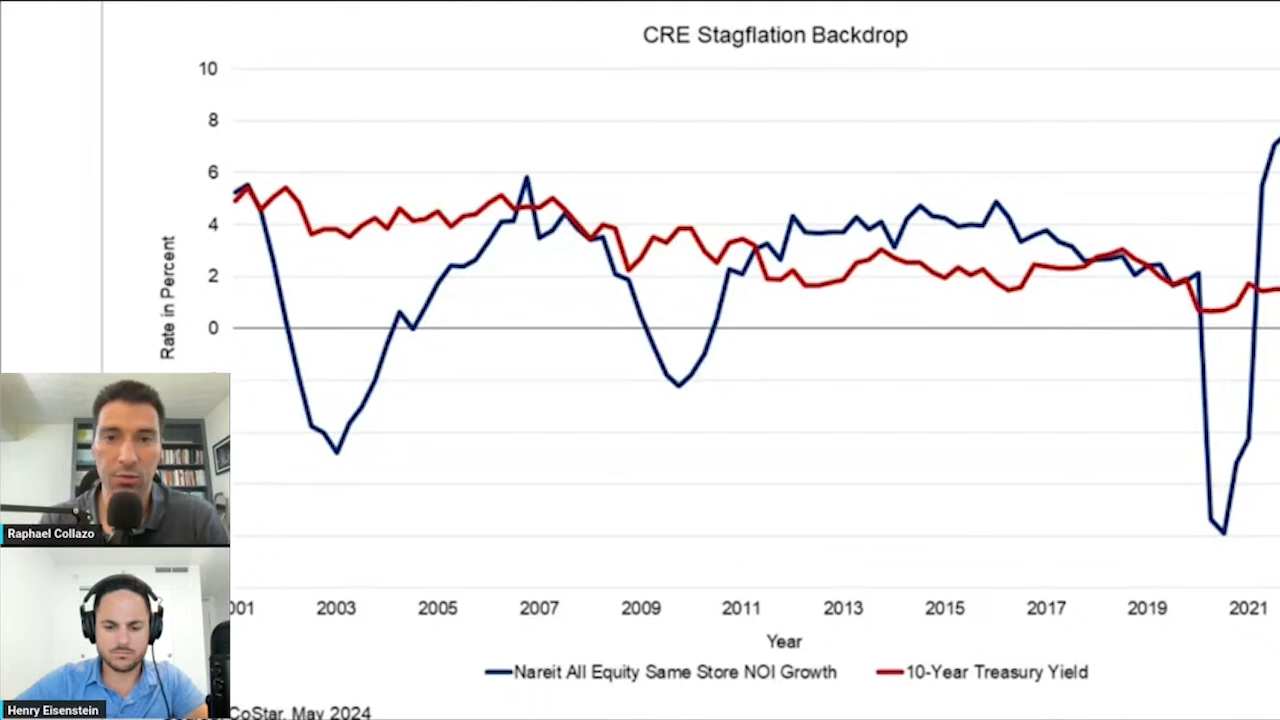 CRE Stagflation Backdrop
10
8
6
4
2
0
Rate in Percent
001 2003 2005 2007 2009 2011 2013 2015 2017 2019 2021
Year
Nareit All Equity Same Store NOI Growth 10-Year Treasury Yield
CoStar, May 2024
Raphael Collazo
Henry Eisenstein